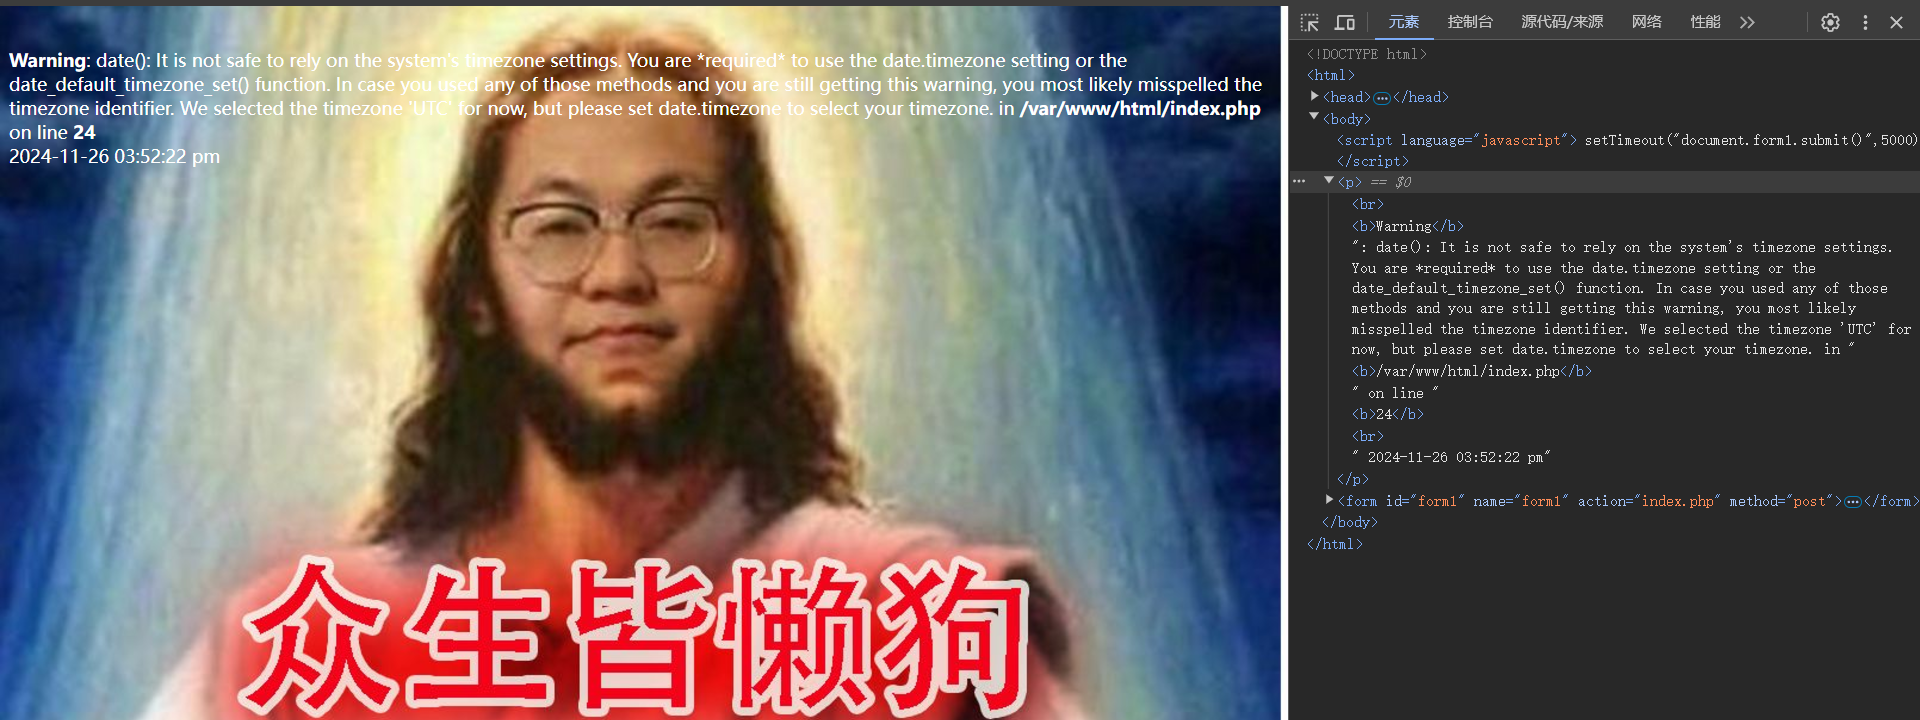 Warning: date(): It is not safe to rely on the system's timezone settings. You are *required* to use the date.timezone setting or the
date_default_timezone_set() function. In case you used any of those methods and you are still getting this warning, you most likely misspelled the
timezone identifier. We selected the timezone 'UTC' for now, but please set date.timezone to select your timezone. in /var/www/html/index.php
on line 24
2024-11-26 03:52:22 pm
众生皆懒狗
元素 控制台 源代码/来源 网络 性能
<!DOCTYPE html>
<html>
<head>…</head>
<body>
<script language="javascript"> setTimeout("document.form1.submit()",5000)
</script>
<p> == $0
<br>
<b>Warning</b>
": date(): It is not safe to rely on the system's timezone settings.
You are *required* to use the date.timezone setting or the
date_default_timezone_set() function. In case you used any of those
methods and you are still getting this warning, you most likely
misspelled the timezone identifier. We selected the timezone 'UTC' for
now, but please set date.timezone to select your timezone. in "
<b>/var/www/html/index.php</b>
" on line "
<b>24</b>
<br>
" 2024-11-26 03:52:22 pm"
</p>
<form id="form1" name="form1" action="index.php" method="post">…</form>
</body>
</html>